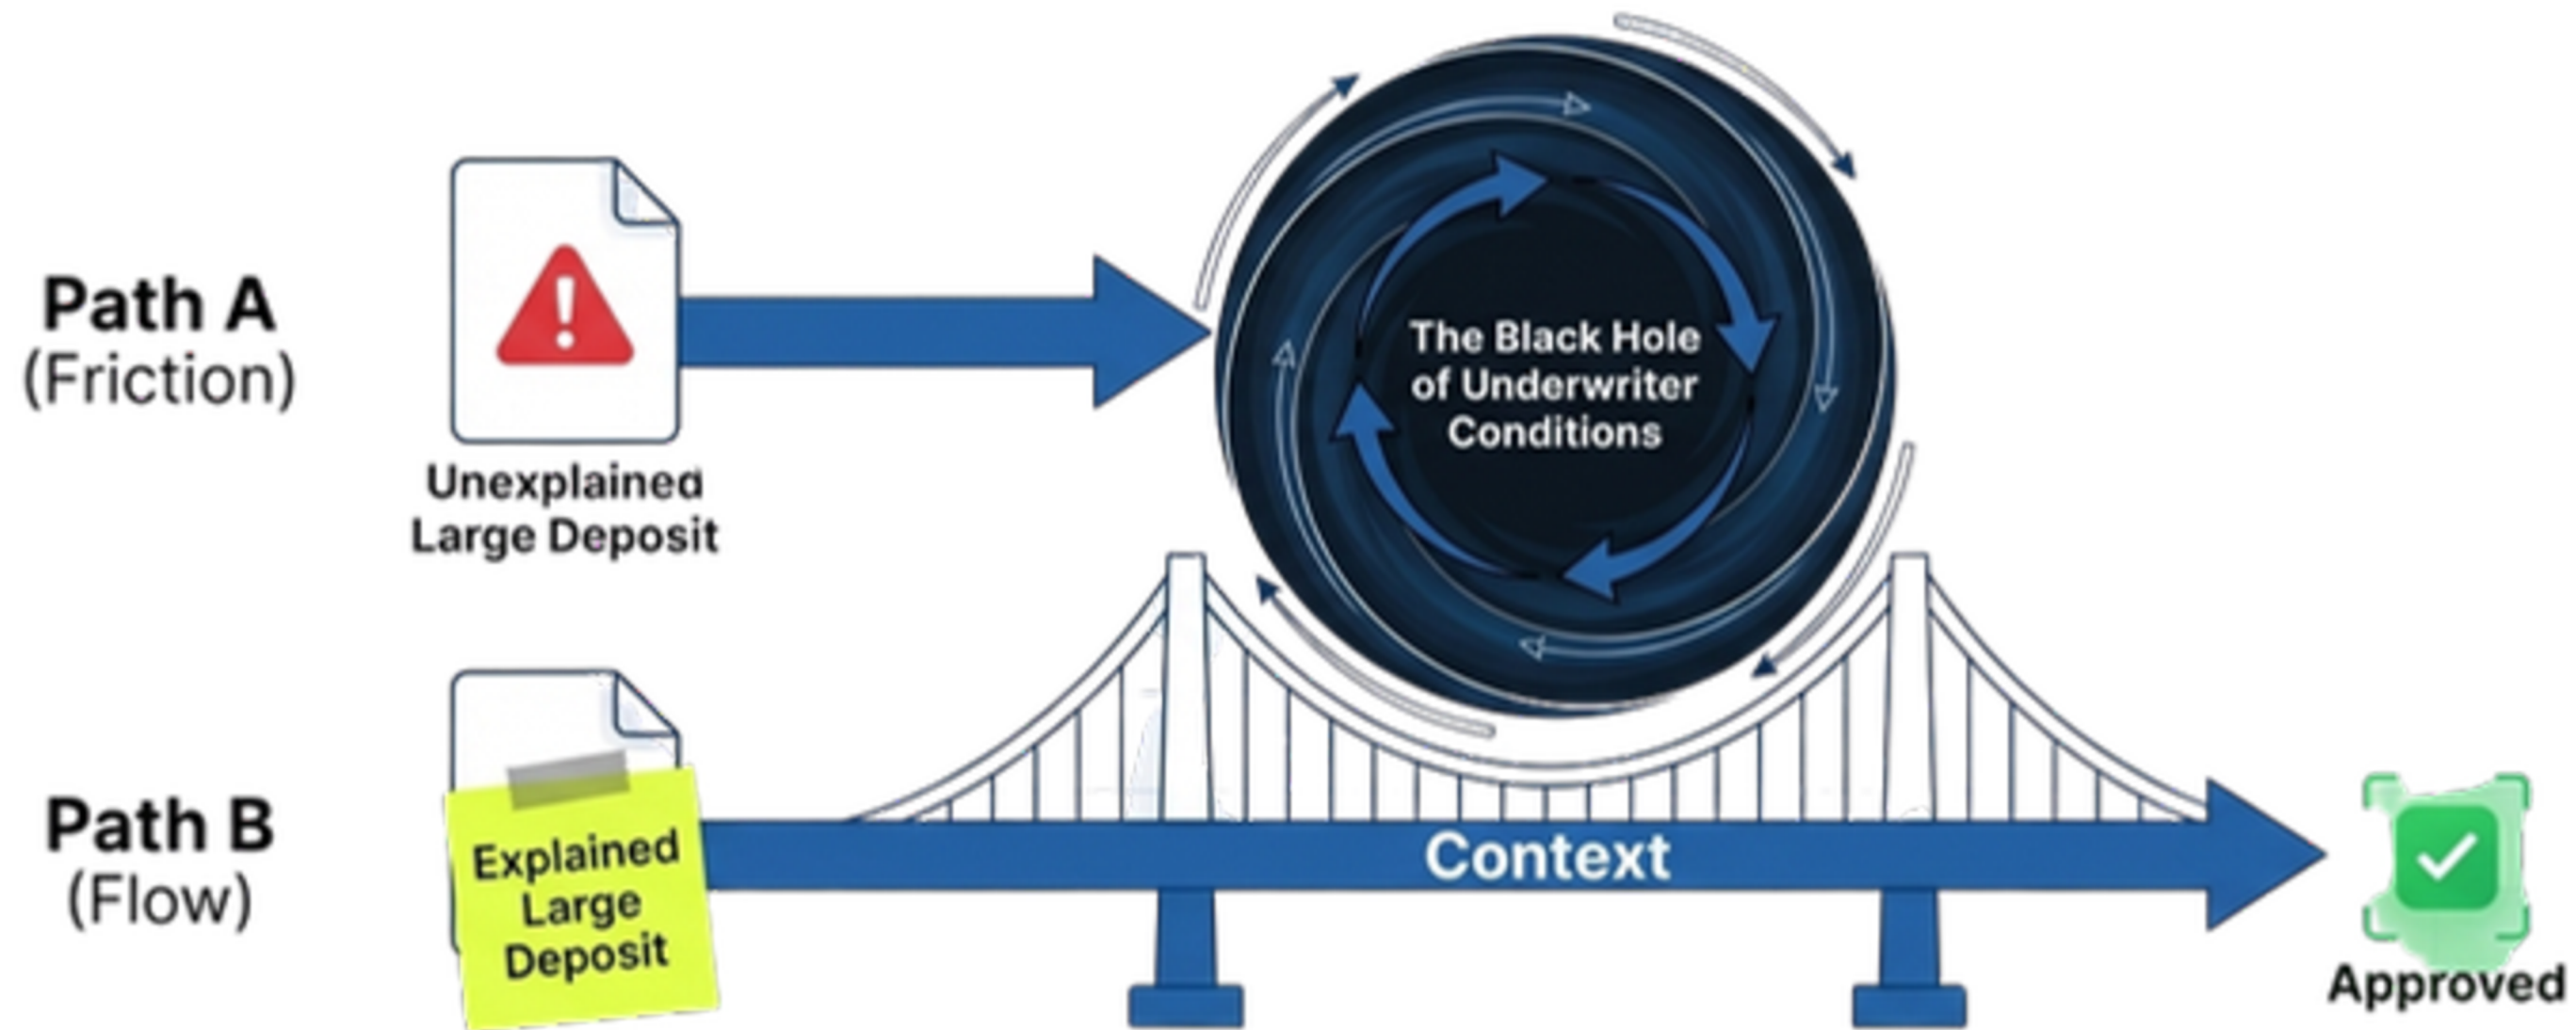 Path A
(Friction)
Unexplained
Large Deposit
The Black Hole
of Underwriter
Conditions
Path B
(Flow)
Explained
Large
Deposit
Context
Approved